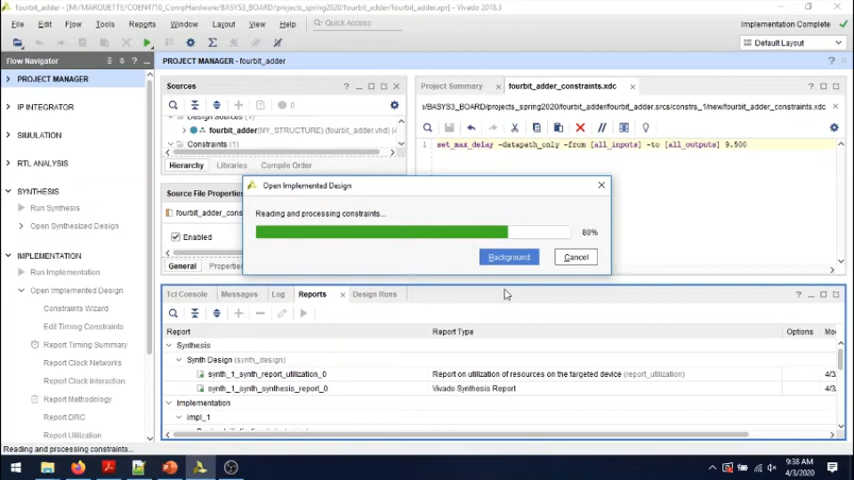 fourbit_adder - [M:/MARQUETTE/COEN4710_CompHardware/BASYS3_BOARD/projects_spring2020/fourbit_adder/fourbit_adder.xpr] - Vivado 2018.3
File Edit Flow Tools Reports Window Layout View Help Quick Access Implementation Complete
Default Layout
Flow Navigator
PROJECT MANAGER - fourbit_adder
PROJECT MANAGER
IP INTEGRATOR
SIMULATION
RTL ANALYSIS
SYNTHESIS
Run Synthesis
Open Synthesized Design
IMPLEMENTATION
Run Implementation
Open Implemented Design
Constraints Wizard
Edit Timing Constraints
Report Timing Summary
Report Clock Networks
Report Clock Interaction
Report Methodology
Report DRC
Report Utilization
Sources
0
Design Sources (1)
fourbit_adder(MY_STRUCTURE) (fourbit_adder.vhd)
Constraints (1)
Hierarchy Libraries Compile Order
Source File Properties
fourbit_adder_cons
Enabled
General Properties
Project Summary fourbit_adder_constraints.xdc
/BASYS3_BOARD/projects_spring2020/fourbit_adder/fourbit_adder.srcs/constrs_1/new/fourbit_adder_constraints.xdc
1 set_max_delay -datapath_only -from [all_inputs] -to [all_outputs] 9.500
Open Implemented Design
Reading and processing constraints...
80%
Background Cancel
Tcl Console Messages Log Reports Design Runs
Report Report Type Options
Synthesis
Synth Design (synth_design)
synth_1_synth_report_utilization_0 Report on utilization of resources on the targeted device (report_utilization) 4/3
synth_1_synth_synthesis_report_0 Vivado Synthesis Report 4/3
Implementation
impl_1
Reading and processing constraints...
9:38 AM
4/3/2020